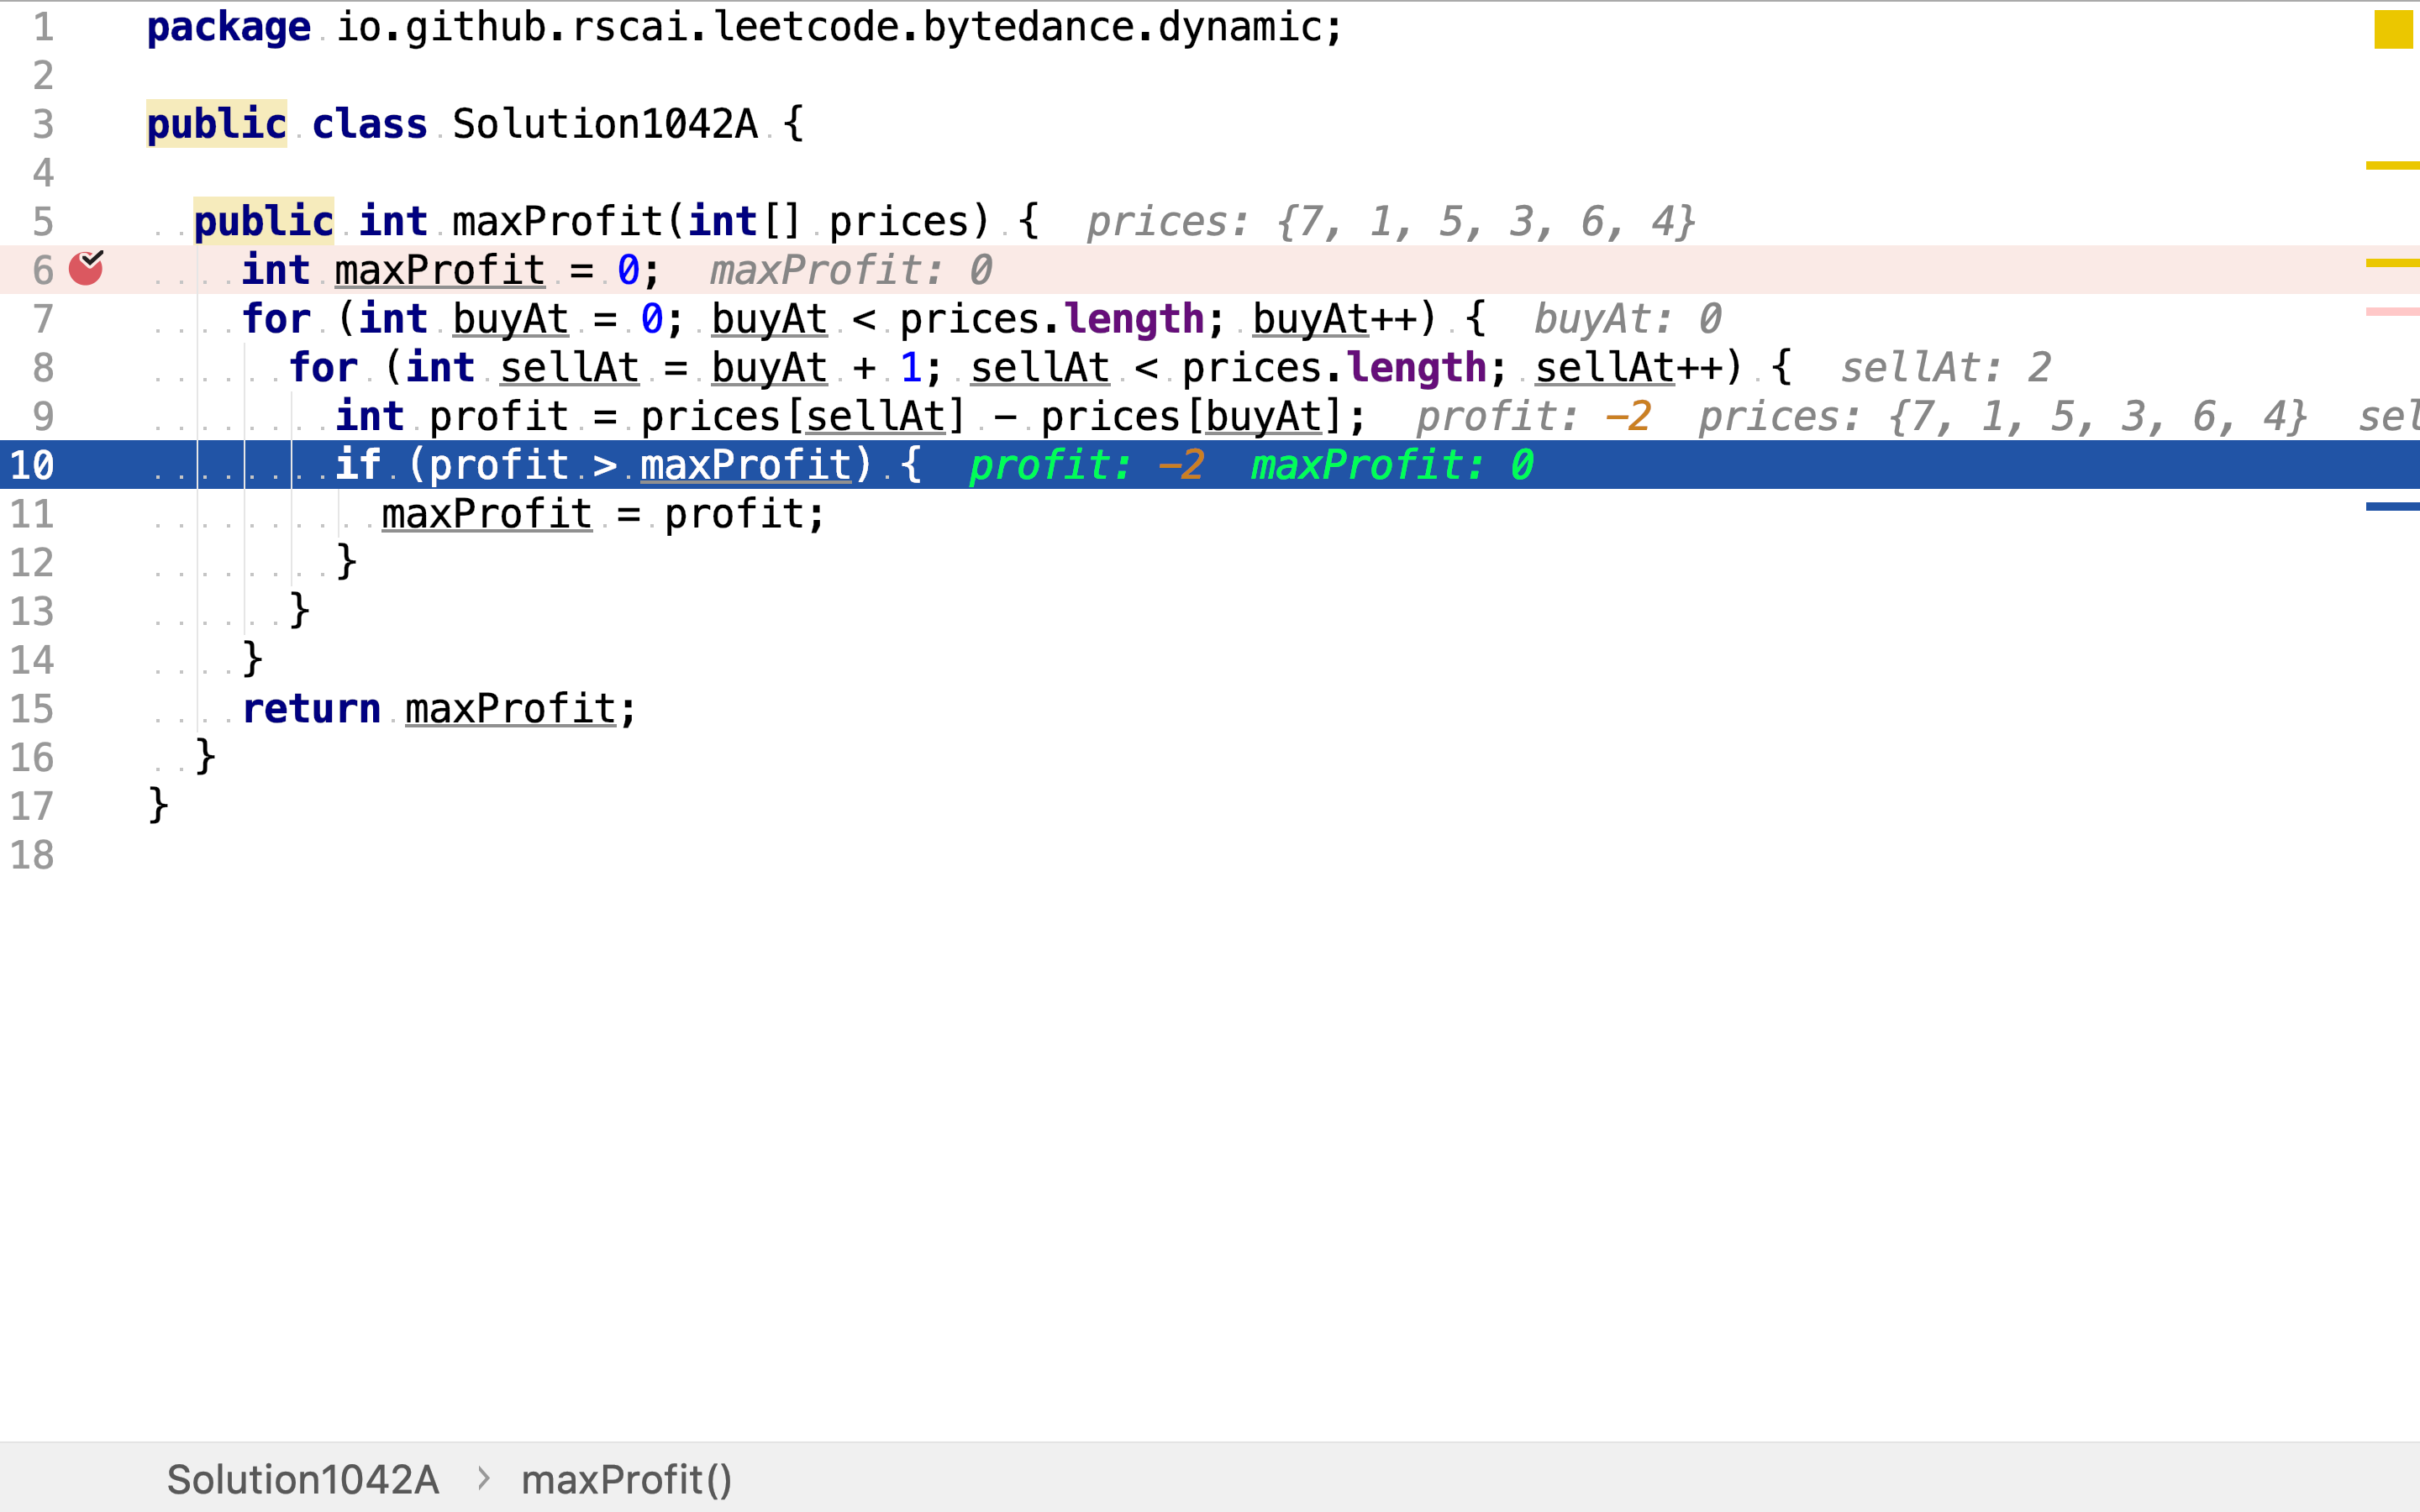 1 package io.github.rscai.leetcode.bytedance.dynamic;
2
3 public class Solution1042A {
4
5 public int maxProfit(int[] prices) { prices: {7, 1, 5, 3, 6, 4}
6 int maxProfit = 0; maxProfit: 0
7 for (int buyAt = 0; buyAt < prices.length; buyAt++) { buyAt: 0
8 for (int sellAt = buyAt + 1; sellAt < prices.length; sellAt++) { sellAt: 2
9 int profit = prices[sellAt] - prices[buyAt]; profit: -2 prices: {7, 1, 5, 3, 6, 4} sel
10 if (profit > maxProfit) { profit: -2 maxProfit: 0
11 maxProfit = profit;
12 }
13 }
14 }
15 return maxProfit;
16 }
17 }
18
Solution1042A > maxProfit()